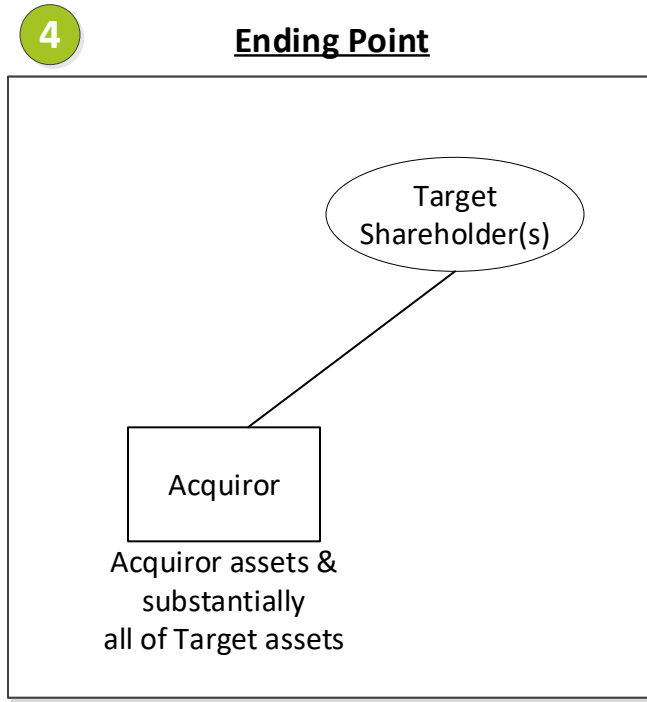 4
Ending Point
Target
Shareholder(s)
Acquiror
Acquiror assets &
substantially
all of Target assets